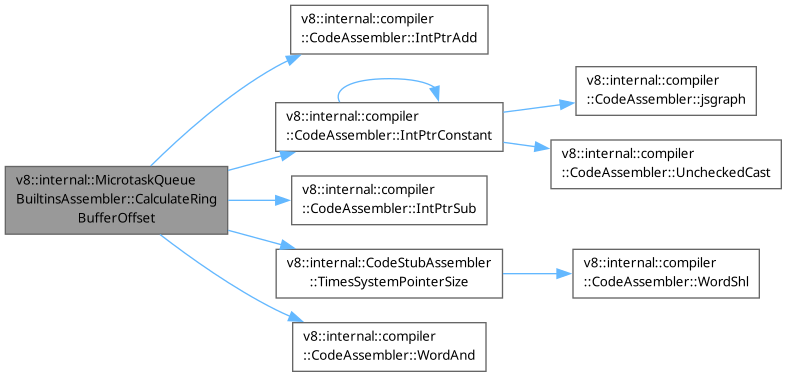 v8::internal::compiler
::CodeAssembler::IntPtrAdd
v8::internal::compiler
::CodeAssembler::jsgraph
v8::internal::compiler
::CodeAssembler::IntPtrConstant
v8::internal::compiler
::CodeAssembler::UncheckedCast
v8::internal::MicrotaskQueue
BuiltinsAssembler::CalculateRing
BufferOffset
v8::internal::compiler
::CodeAssembler::IntPtrSub
v8::internal::CodeStubAssembler
::TimesSystemPointerSize
v8::internal::compiler
::CodeAssembler::WordShl
v8::internal::compiler
::CodeAssembler::WordAnd